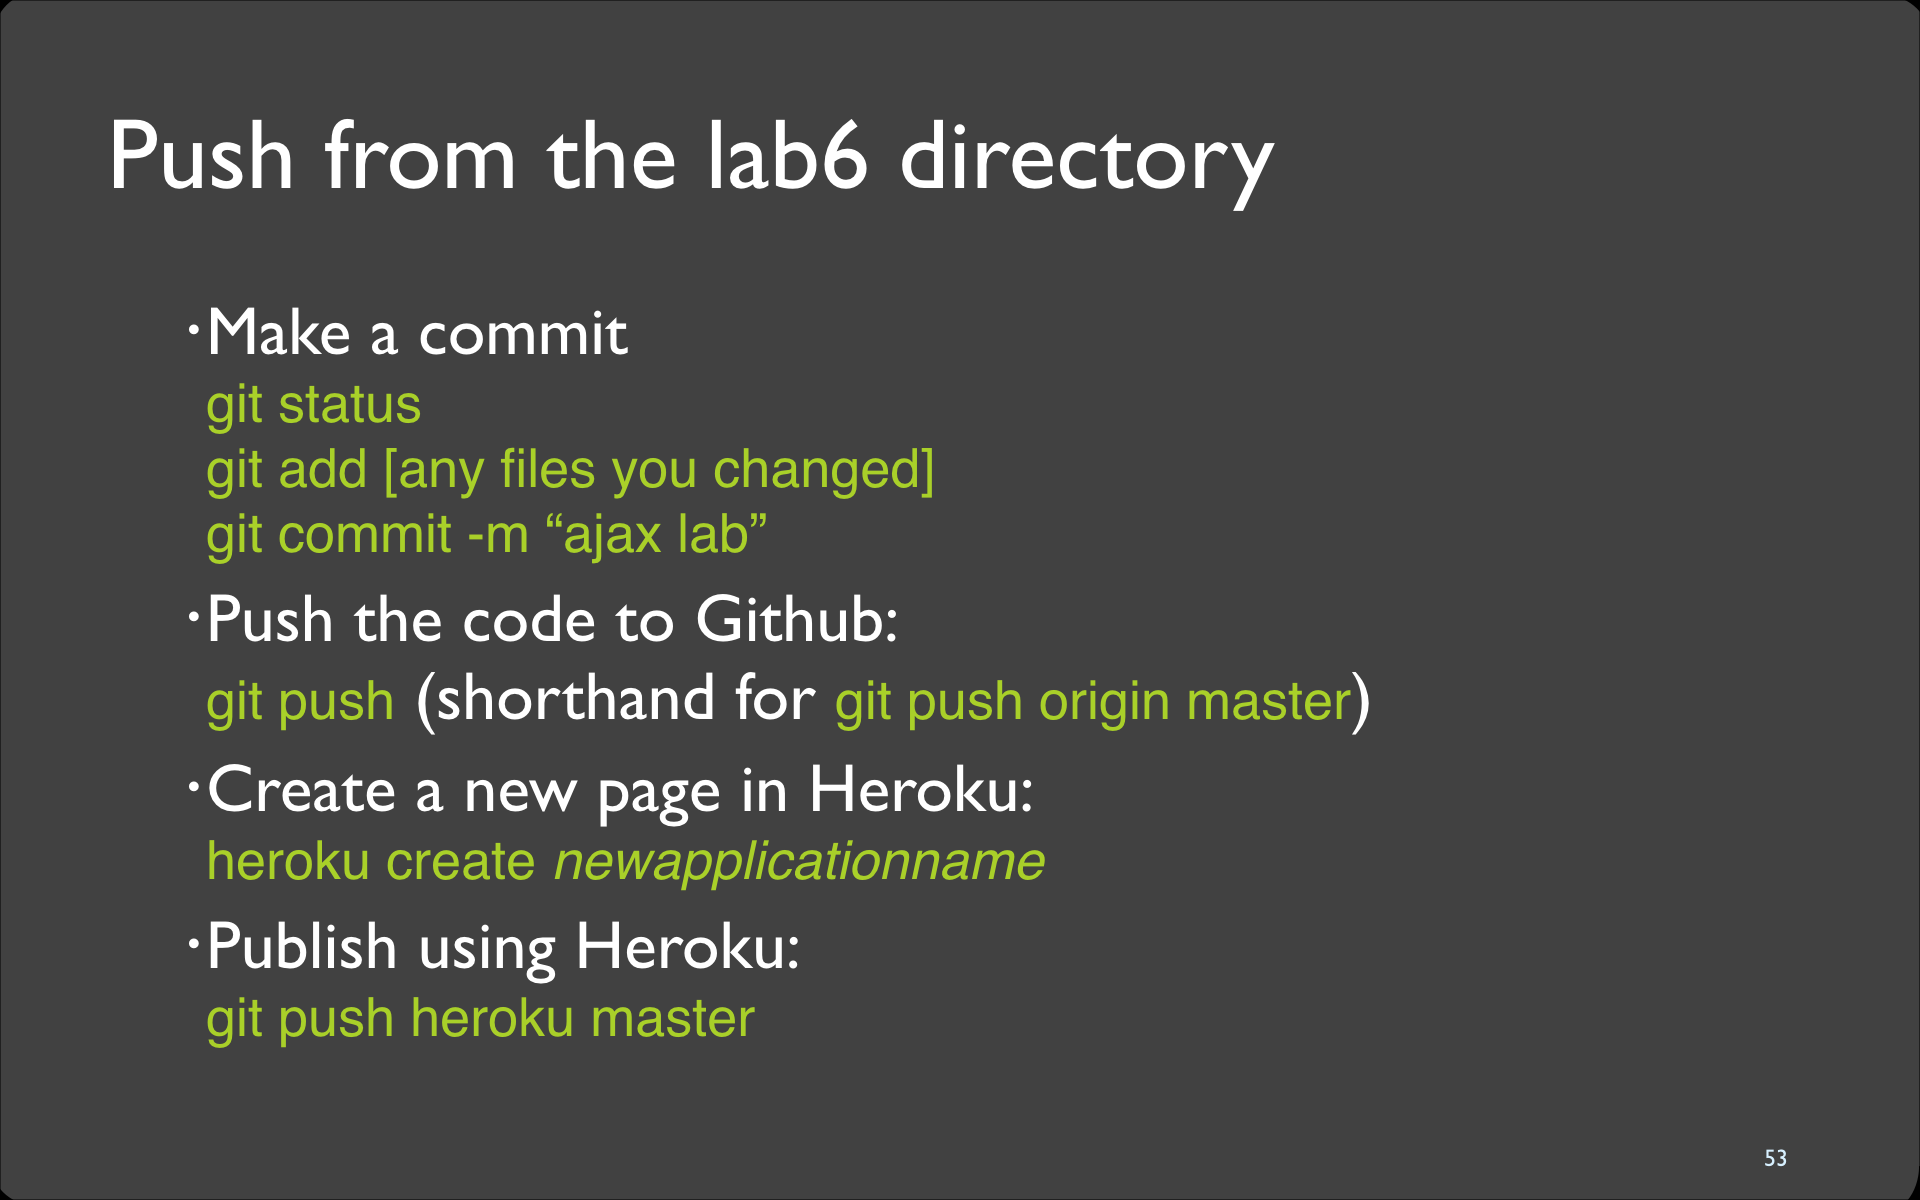 Push from the lab6 directory
·Make a commit
git status
git add [any files you changed]
git commit -m “ajax lab”
·Push the code to Github:
git push (shorthand for git push origin master)
·Create a new page in Heroku:
heroku create newapplicationname
·Publish using Heroku:
git push heroku master
53